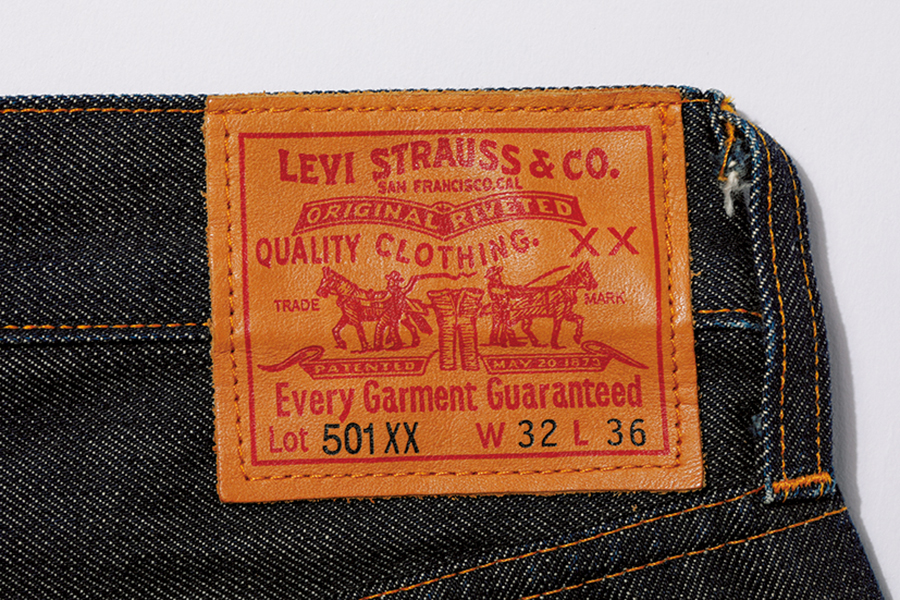 LEVI STRAUSS & CO.
SAN FRANCISCO, CAL
ORIGINAL RIVETED
QUALITY CLOTHING. XX
TRADE MARK
PATENTED MAY 20 1873
Every Garment Guaranteed
Lot 501XX W 32 L 36